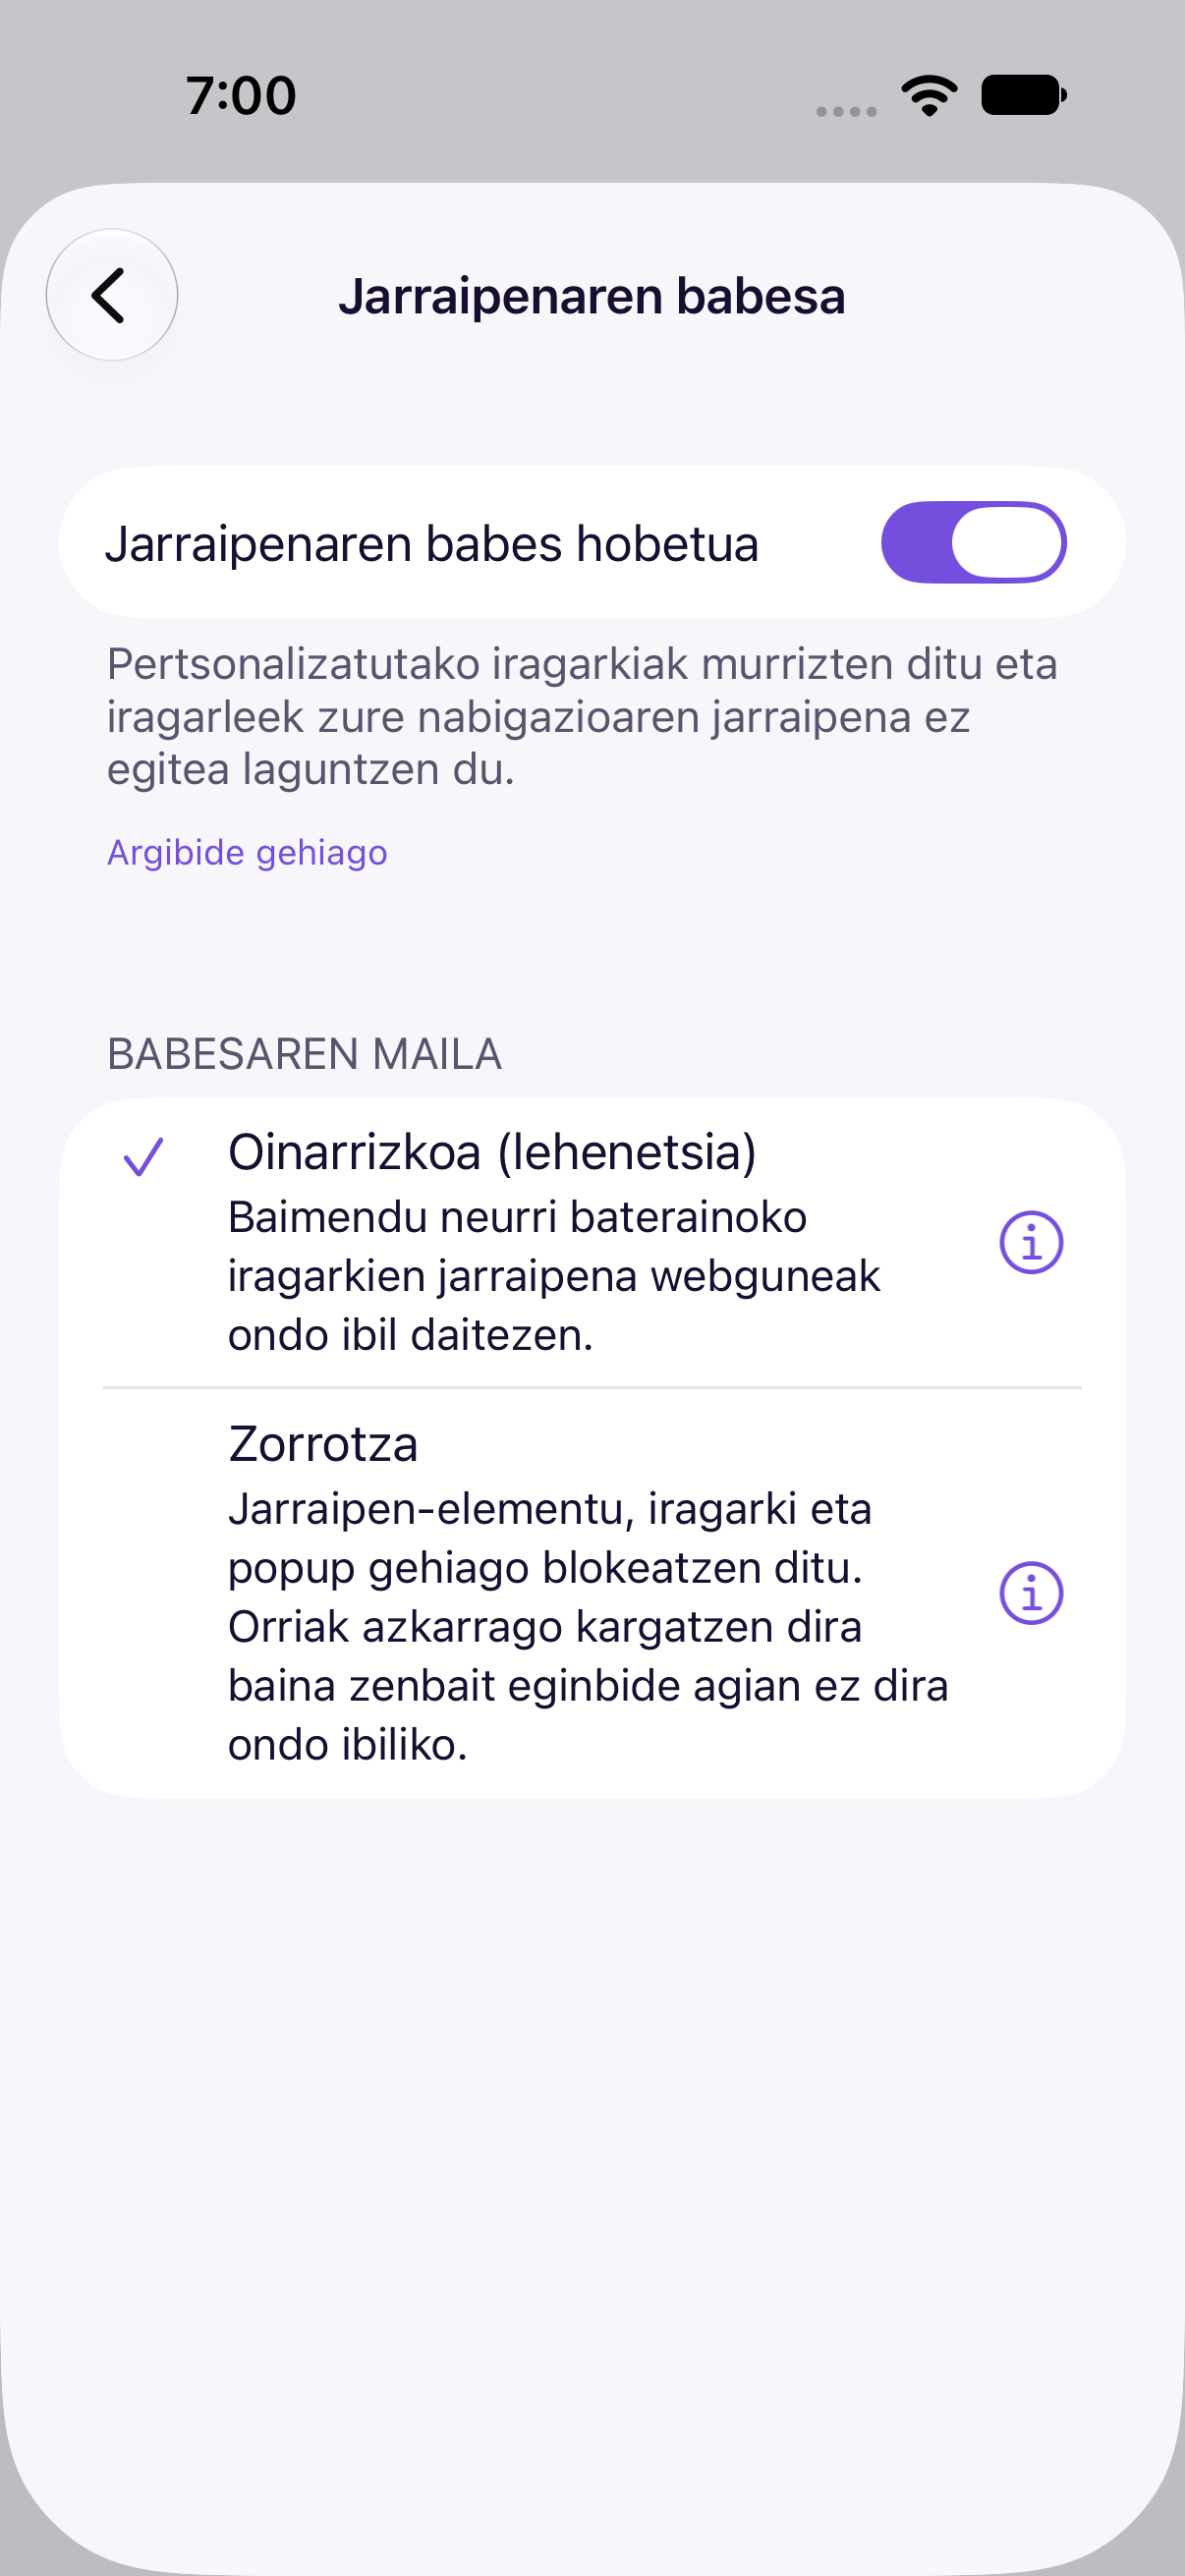 7:00
Jarraipenaren babesa
Jarraipenaren babes hobetua
Pertsonalizatutako iragarkiak murrizten ditu eta
iragarleek zure nabigazioaren jarraipena ez
egitea laguntzen du.
Argibide gehiago
BABESAREN MAILA
Oinarrizkoa (lehenetsia)
Baimendu neurri baterainoko
iragarkien jarraipena webguneak
ondo ibil daitezen.
Zorrotza
Jarraipen-elementu, iragarki eta
popup gehiago blokeatzen ditu.
Orriak azkarrago kargatzen dira
baina zenbait eginbide agian ez dira
ondo ibiliko.